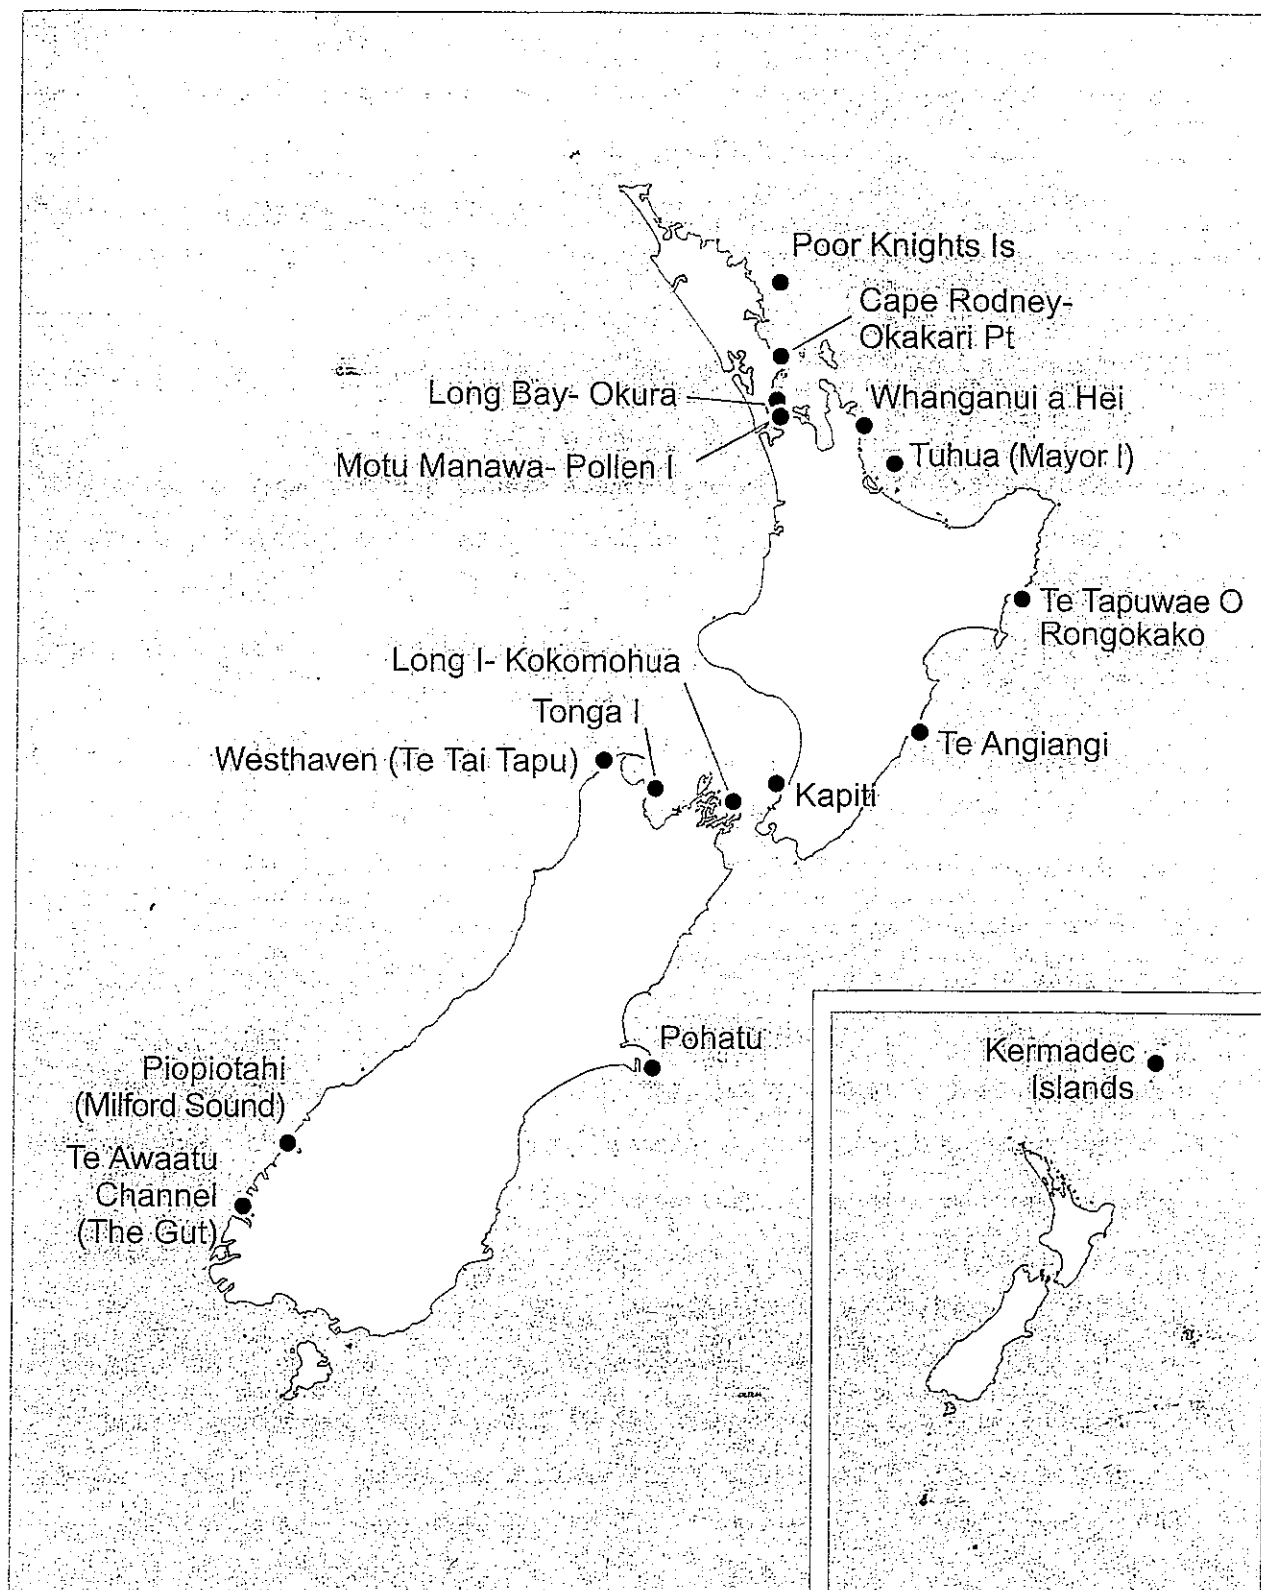 Poor Knights Is
Cape Rodney-
Okakari Pt
Long Bay- Okura
Whanganui a Hei
Motu Manawa- Pollen I
Tuhua (Mayor I)
Te Tapuwae O
Rongokako
Long I- Kokomohua
Tonga I
Westhaven (Te Tai Tapu)
Te Angiangi
Kapiti
Pohatu
Piopiotahi
(Milford Sound)
Te Awaatu
Channel
(The Gut)
Kermadec
Islands